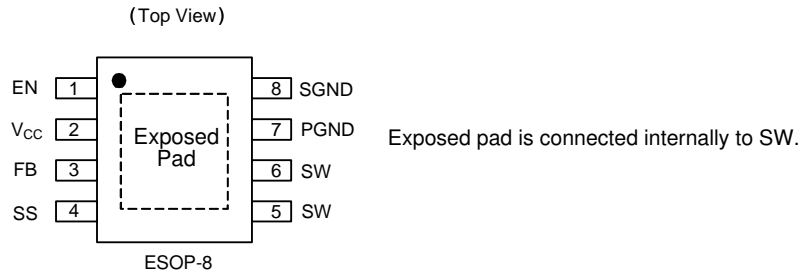 (Top View)
EN 1 8 SGND
VCC 2 7 PGND
Exposed
Pad
Exposed pad is connected internally to SW.
FB 3 6 SW
SS 4 5 SW
ESOP-8